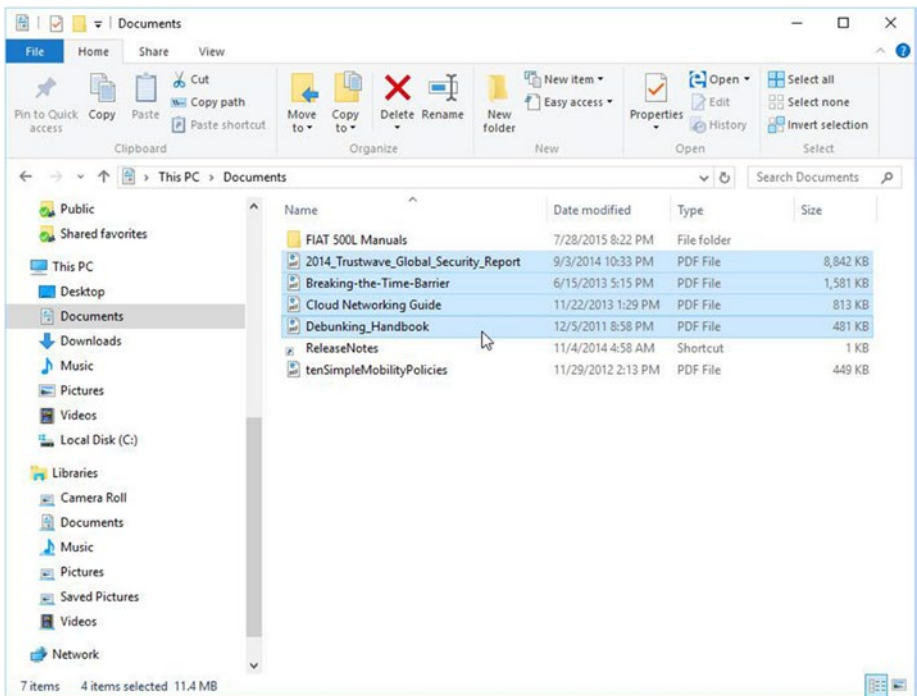 Documents
File Home Share View
Pin to Quick access
Copy
Paste
Cut
Copy path
Paste shortcut
Clipboard
Move to
Copy to
Delete
Rename
Organize
New folder
New item
Easy access
New
Properties
Open
Edit
History
Open
Select all
Select none
Invert selection
Select
This PC > Documents
Search Documents
Public
Shared favorites
This PC
Desktop
Documents
Downloads
Music
Pictures
Videos
Local Disk (C:)
Libraries
Camera Roll
Documents
Music
Pictures
Saved Pictures
Videos
Network
Name Date modified Type Size
FIAT 500L Manuals 7/28/2015 8:22 PM File folder
2014_Trustwave_Global_Security_Report 9/3/2014 10:33 PM PDF File 8,842 KB
Breaking-the-Time-Barrier 6/15/2013 5:15 PM PDF File 1,581 KB
Cloud Networking Guide 11/22/2013 1:29 PM PDF File 813 KB
Debunking_Handbook 12/5/2011 8:58 PM PDF File 481 KB
ReleaseNotes 11/4/2014 4:58 AM Shortcut 1 KB
tenSimpleMobilityPolicies 11/29/2012 2:13 PM PDF File 449 KB
7 items 4 items selected 11.4 MB